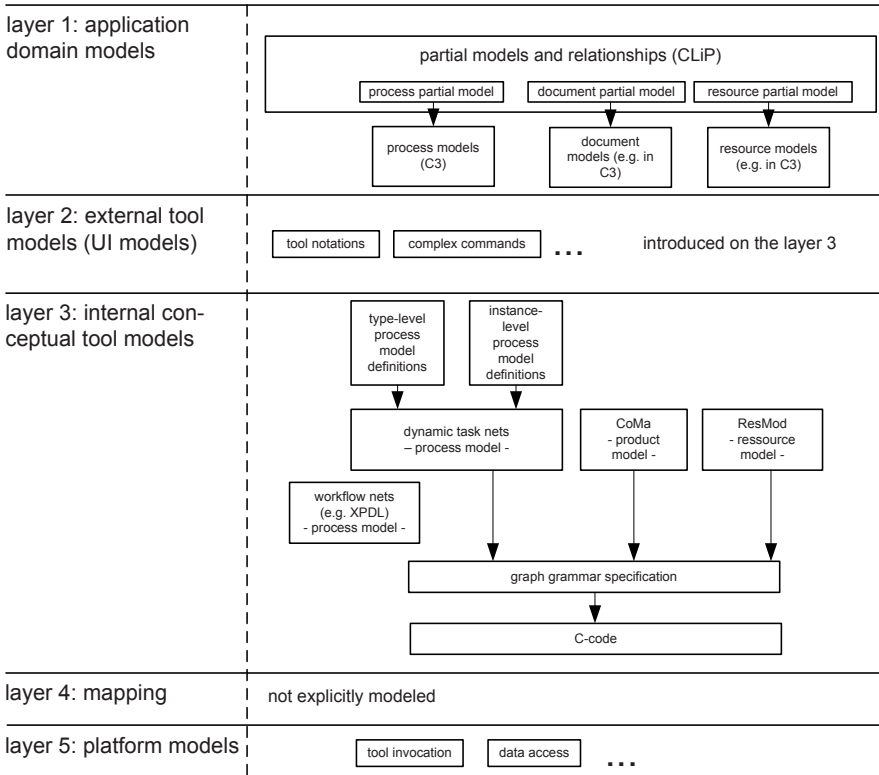 layer 1: application
domain models
partial models and relationships (CLiP)
process partial model
document partial model
resource partial model
process models
(C3)
document
models (e.g. in
C3)
resource models
(e.g. in C3)
layer 2: external tool
models (UI models)
tool notations
complex commands
...
introduced on the layer 3
layer 3: internal con-
ceptual tool models
type-level
process
model
definitions
instance-
level
process
model
definitions
dynamic task nets
– process model -
CoMa
- product
model -
ResMod
- ressource
model -
workflow nets
(e.g. XPDL)
- process model -
graph grammar specification
C-code
layer 4: mapping
not explicitly modeled
layer 5: platform models
tool invocation
data access
...